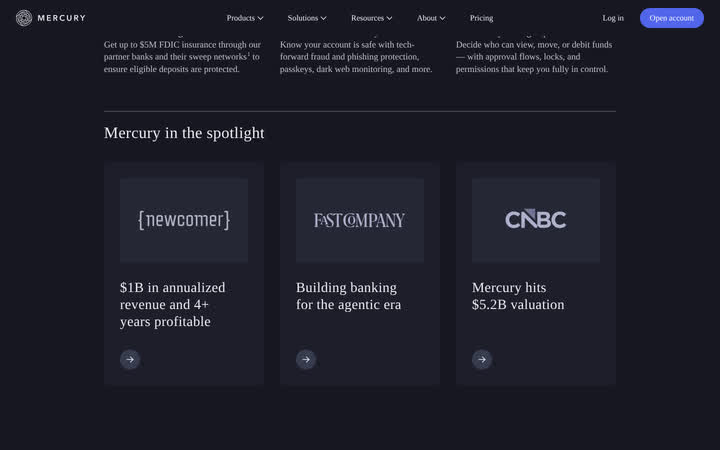 MERCURY
Products
Solutions
Resources
About
Pricing
Log in
Open account
Get up to $5M FDIC insurance through our
partner banks and their sweep networks¹ to
ensure eligible deposits are protected.
Know your account is safe with tech-
forward fraud and phishing protection,
passkeys, dark web monitoring, and more.
Decide who can view, move, or debit funds
— with approval flows, locks, and
permissions that keep you fully in control.
Mercury in the spotlight
{newcomer}
$1B in annualized
revenue and 4+
years profitable
FAST COMPANY
Building banking
for the agentic era
CNBC
Mercury hits
$5.2B valuation